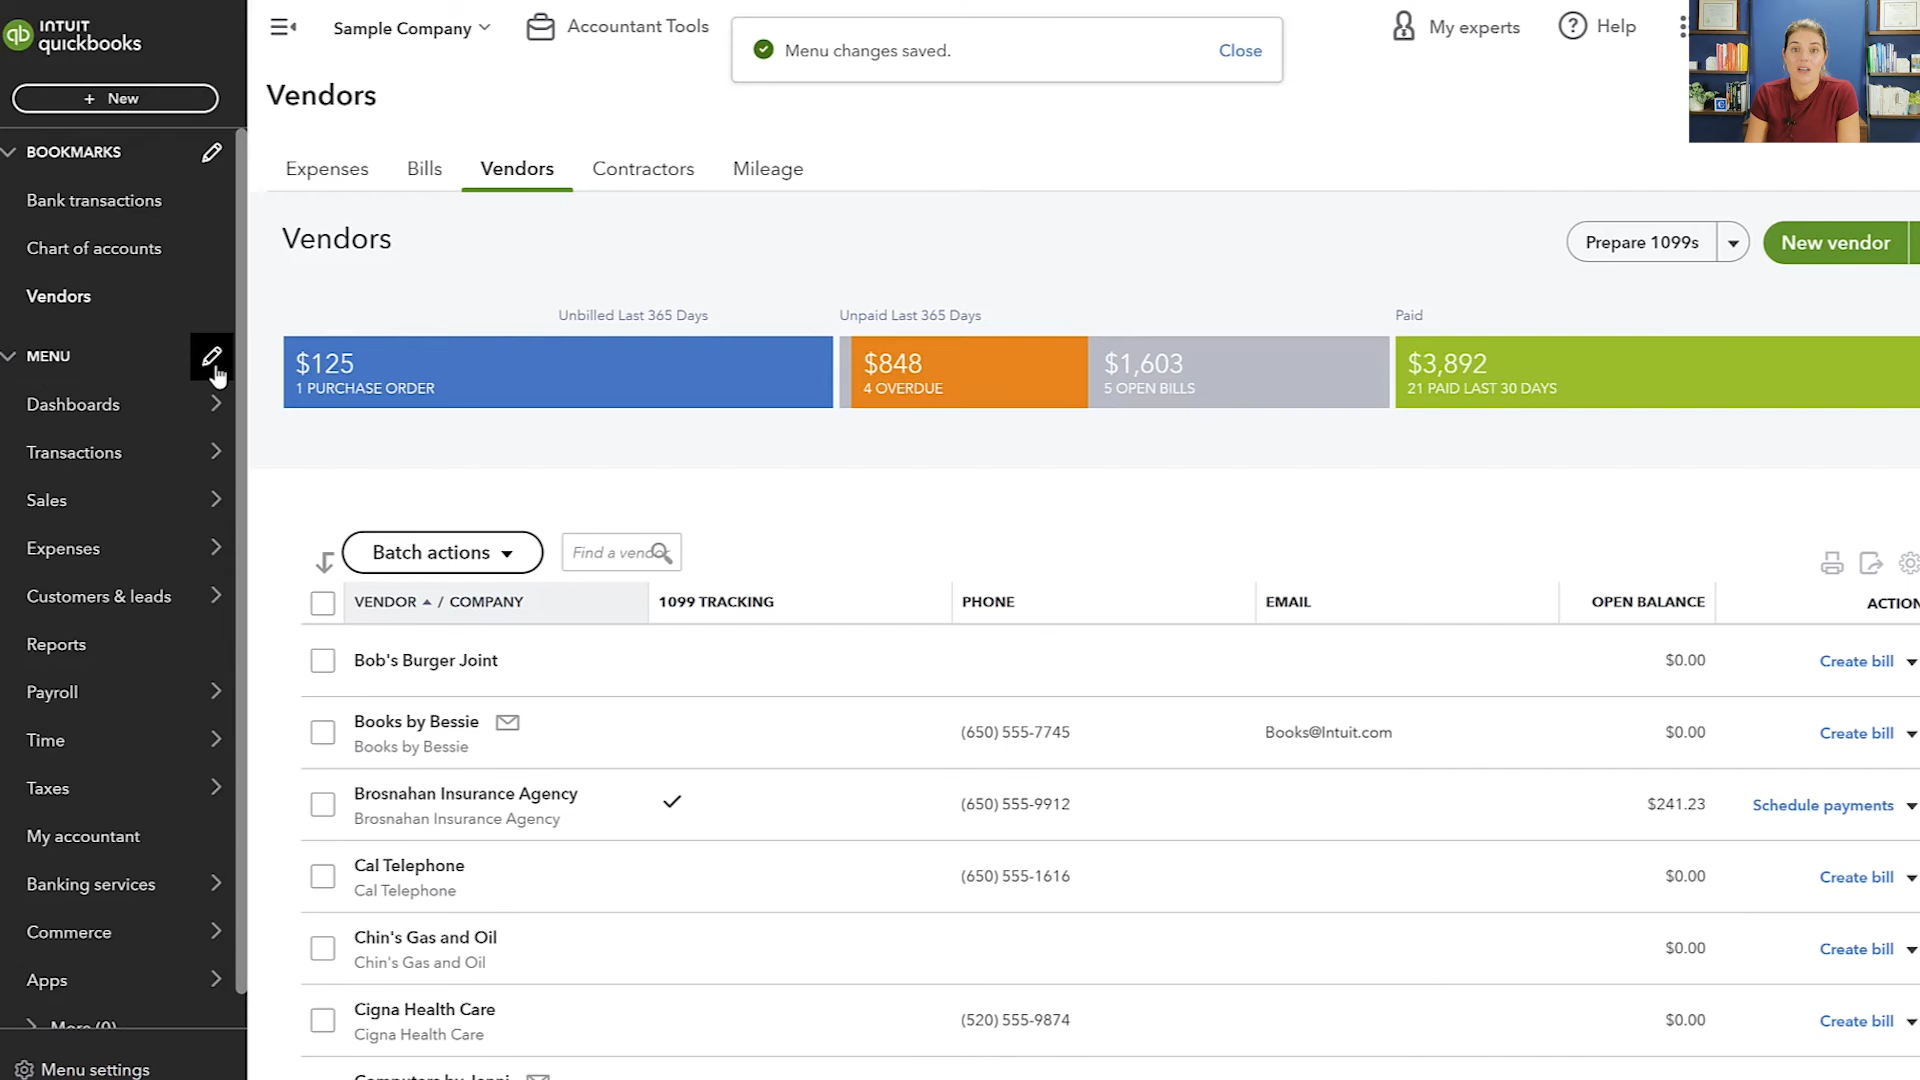 INTUIT
quickbooks
+ New
BOOKMARKS
Bank transactions
Chart of accounts
Vendors
MENU
Dashboards
Transactions
Sales
Expenses
Customers & leads
Reports
Payroll
Time
Taxes
My accountant
Banking services
Commerce
Apps
More (0)
Menu settings
Sample Company
Accountant Tools
Menu changes saved.
Close
My experts
Help
Vendors
Expenses
Bills
Vendors
Contractors
Mileage
Vendors
Prepare 1099s
New vendor
Unbilled Last 365 Days
Unpaid Last 365 Days
Paid
$125
1 PURCHASE ORDER
$848
4 OVERDUE
$1,603
5 OPEN BILLS
$3,892
21 PAID LAST 30 DAYS
Batch actions
Find a vendor
VENDOR / COMPANY
1099 TRACKING
PHONE
EMAIL
OPEN BALANCE
ACTION
Bob's Burger Joint
$0.00
Create bill
Books by Bessie
Books by Bessie
(650) 555-7745
Books@Intuit.com
$0.00
Create bill
Brosnahan Insurance Agency
Brosnahan Insurance Agency
(650) 555-9912
$241.23
Schedule payments
Cal Telephone
Cal Telephone
(650) 555-1616
$0.00
Create bill
Chin's Gas and Oil
Chin's Gas and Oil
$0.00
Create bill
Cigna Health Care
Cigna Health Care
(520) 555-9874
$0.00
Create bill
Computers by Jenni